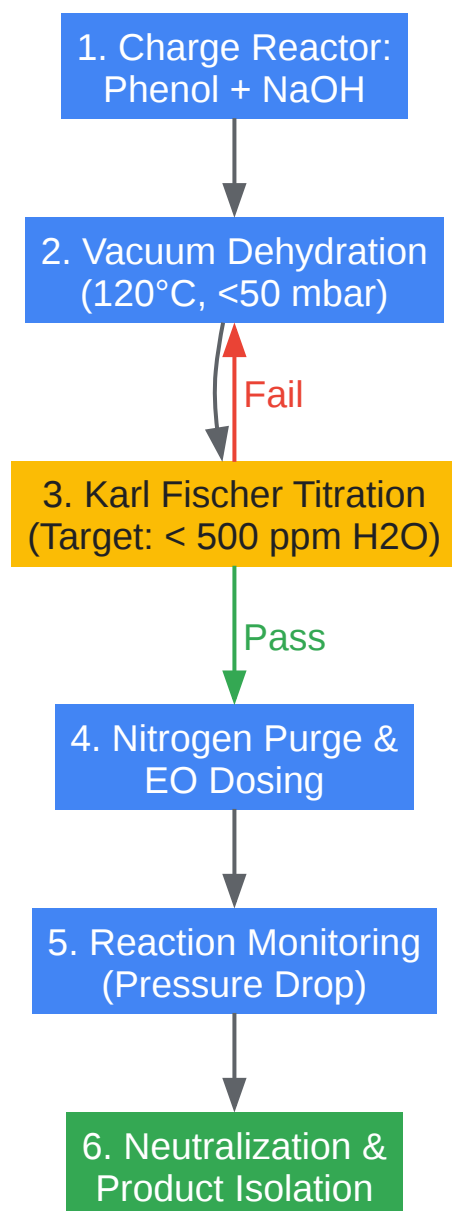 1. Charge Reactor:
Phenol + NaOH
2. Vacuum Dehydration
(120°C, <50 mbar)
Fail
3. Karl Fischer Titration
(Target: < 500 ppm H2O)
Pass
4. Nitrogen Purge &
EO Dosing
5. Reaction Monitoring
(Pressure Drop)
6. Neutralization &
Product Isolation